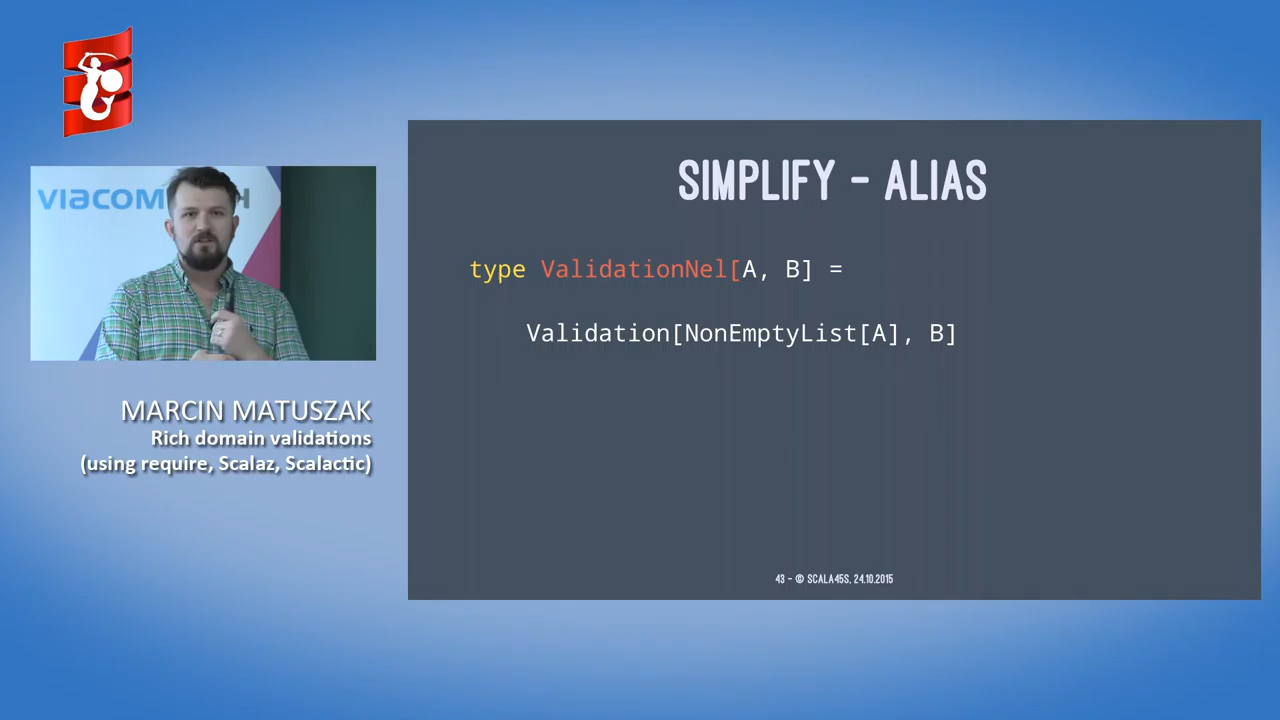 VIACOM
H
MARCIN MATUSZAK
Rich domain validations
(using require, Scalaz, Scalactic)
SIMPLIFY - ALIAS
type ValidationNel[A, B] =
Validation[NonEmptyList[A], B]
43 - © SCALA45S, 24.10.2015